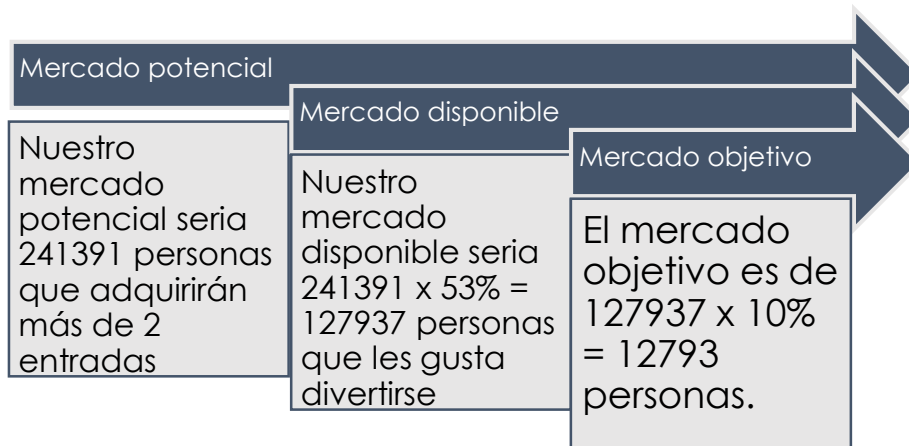 Mercado potencial
Nuestro
mercado
potencial seria
241391 personas
que adquirirán
más de 2
entradas
Mercado disponible
Nuestro
mercado
disponible seria
241391 x 53% =
127937 personas
que les gusta
divertirse
Mercado objetivo
El mercado
objetivo es de
127937 x 10%
= 12793
personas.